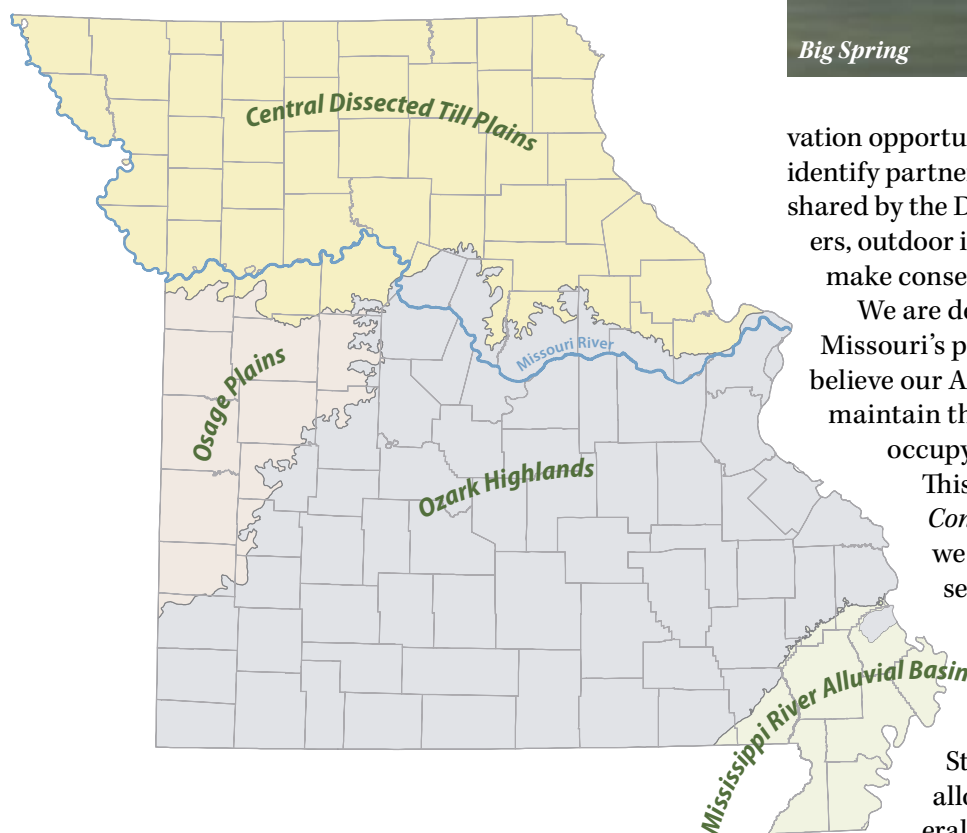 Big Spring
Central Dissected Till Plains
Osage Plains
Missouri River
Ozark Highlands
Mississippi River Alluvial Basin
vation opportu
identify partner
shared by the D
ers, outdoor i
make conse
We are de
Missouri's p
believe our A
maintain th
occupy
This
Con
we
se
St
allo
eral